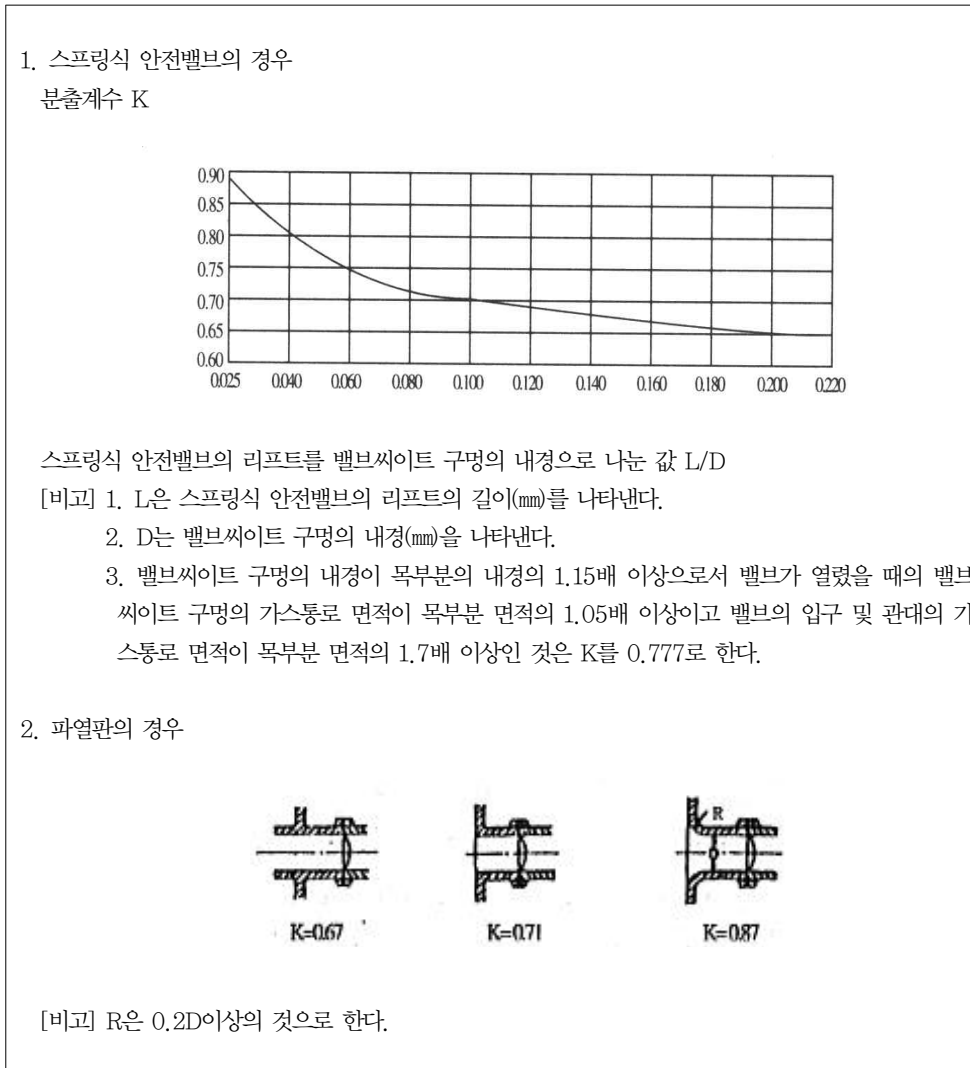 1. 스프링식 안전밸브의 경우
분출계수 K
0.90
0.85
0.80
0.75
0.70
0.65
0.60
0.025 0.040 0.060 0.080 0.100 0.120 0.140 0.160 0.180 0.200 0.220
스프링식 안전밸브의 리프트를 밸브씨이트 구멍의 내경으로 나눈 값 L/D
[비고] 1. L은 스프링식 안전밸브의 리프트의 길이(㎜)를 나타낸다.
2. D는 밸브씨이트 구멍의 내경(㎜)을 나타낸다.
3. 밸브씨이트 구멍의 내경이 목부분의 내경의 1.15배 이상으로서 밸브가 열렸을 때의 밸브
씨이트 구멍의 가스통로 면적이 목부분 면적의 1.05배 이상이고 밸브의 입구 및 관대의 가
스통로 면적이 목부분 면적의 1.7배 이상인 것은 K를 0.777로 한다.
2. 파열판의 경우
R
K=0.67 K=0.71 K=0.87
[비고] R은 0.2D이상의 것으로 한다.